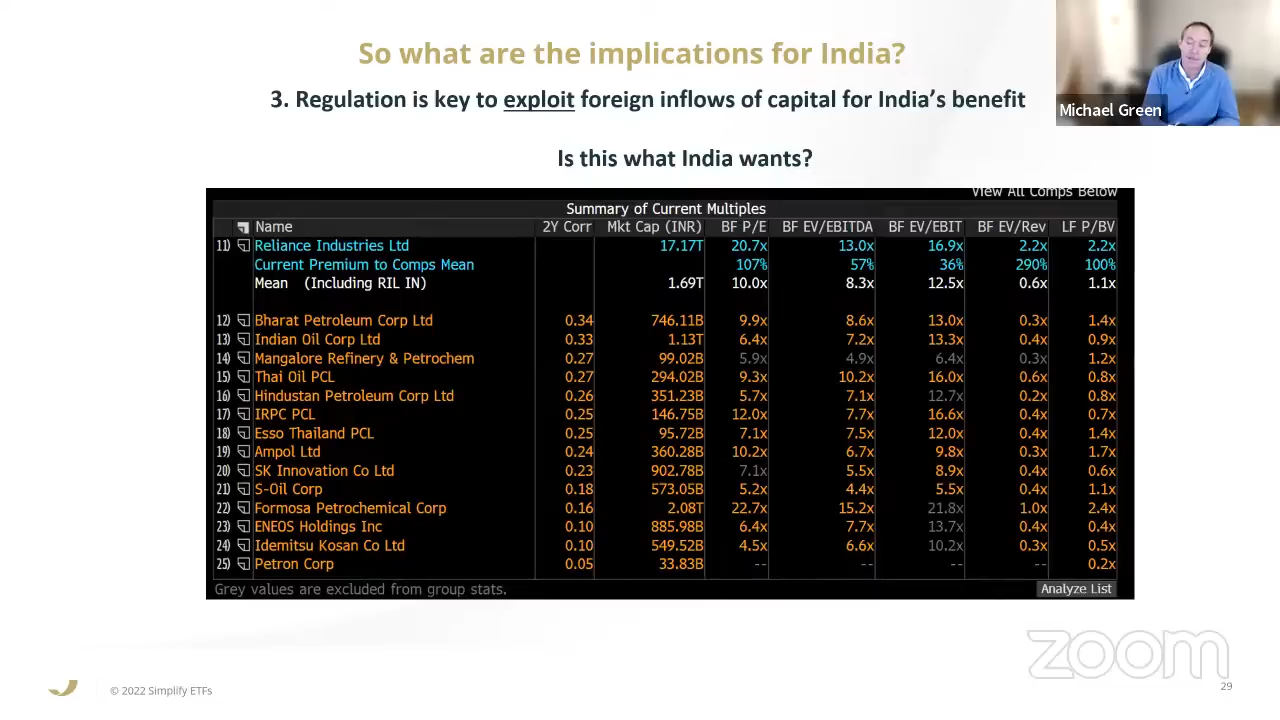 So what are the implications for India?
3. Regulation is key to exploit foreign inflows of capital for India's benefit
Michael Green
Is this what India wants?
View All Comps Below
Summary of Current Multiples
Name 2Y Corr Mkt Cap (INR) BF P/E BF EV/EBITDA BF EV/EBIT BF EV/Rev LF P/BV
11) Reliance Industries Ltd 17.17T 20.7x 13.0x 16.9x 2.2x 2.2x
Current Premium to Comps Mean 107% 57% 36% 290% 100%
Mean (Including RIL IN) 1.69T 10.0x 8.3x 12.5x 0.6x 1.1x
12) Bharat Petroleum Corp Ltd 0.34 746.11B 9.9x 8.6x 13.0x 0.3x 1.4x
13) Indian Oil Corp Ltd 0.33 1.13T 6.4x 7.2x 13.3x 0.4x 0.9x
14) Mangalore Refinery & Petrochem 0.27 99.02B 5.9x 4.9x 6.4x 0.3x 1.2x
15) Thai Oil PCL 0.27 294.02B 9.3x 10.2x 16.0x 0.6x 0.8x
16) Hindustan Petroleum Corp Ltd 0.26 351.23B 5.7x 7.1x 12.7x 0.2x 0.8x
17) IRPC PCL 0.25 146.75B 12.0x 7.7x 16.6x 0.4x 0.7x
18) Esso Thailand PCL 0.25 95.72B 7.1x 7.5x 12.0x 0.4x 1.4x
19) Ampol Ltd 0.24 360.28B 10.2x 6.7x 9.8x 0.3x 1.7x
20) SK Innovation Co Ltd 0.23 902.78B 7.1x 5.5x 8.9x 0.4x 0.6x
21) S-Oil Corp 0.18 573.05B 5.2x 4.4x 5.5x 0.4x 1.1x
22) Formosa Petrochemical Corp 0.16 2.08T 22.7x 15.2x 21.8x 1.0x 2.4x
23) ENEOS Holdings Inc 0.10 885.98B 6.4x 7.7x 13.7x 0.4x 0.4x
24) Idemitsu Kosan Co Ltd 0.10 549.52B 4.5x 6.6x 10.2x 0.3x 0.5x
25) Petron Corp 0.05 33.83B -- -- -- -- 0.2x
Grey values are excluded from group stats. Analyze List
zoom
© 2022 Simplify ETFs
29